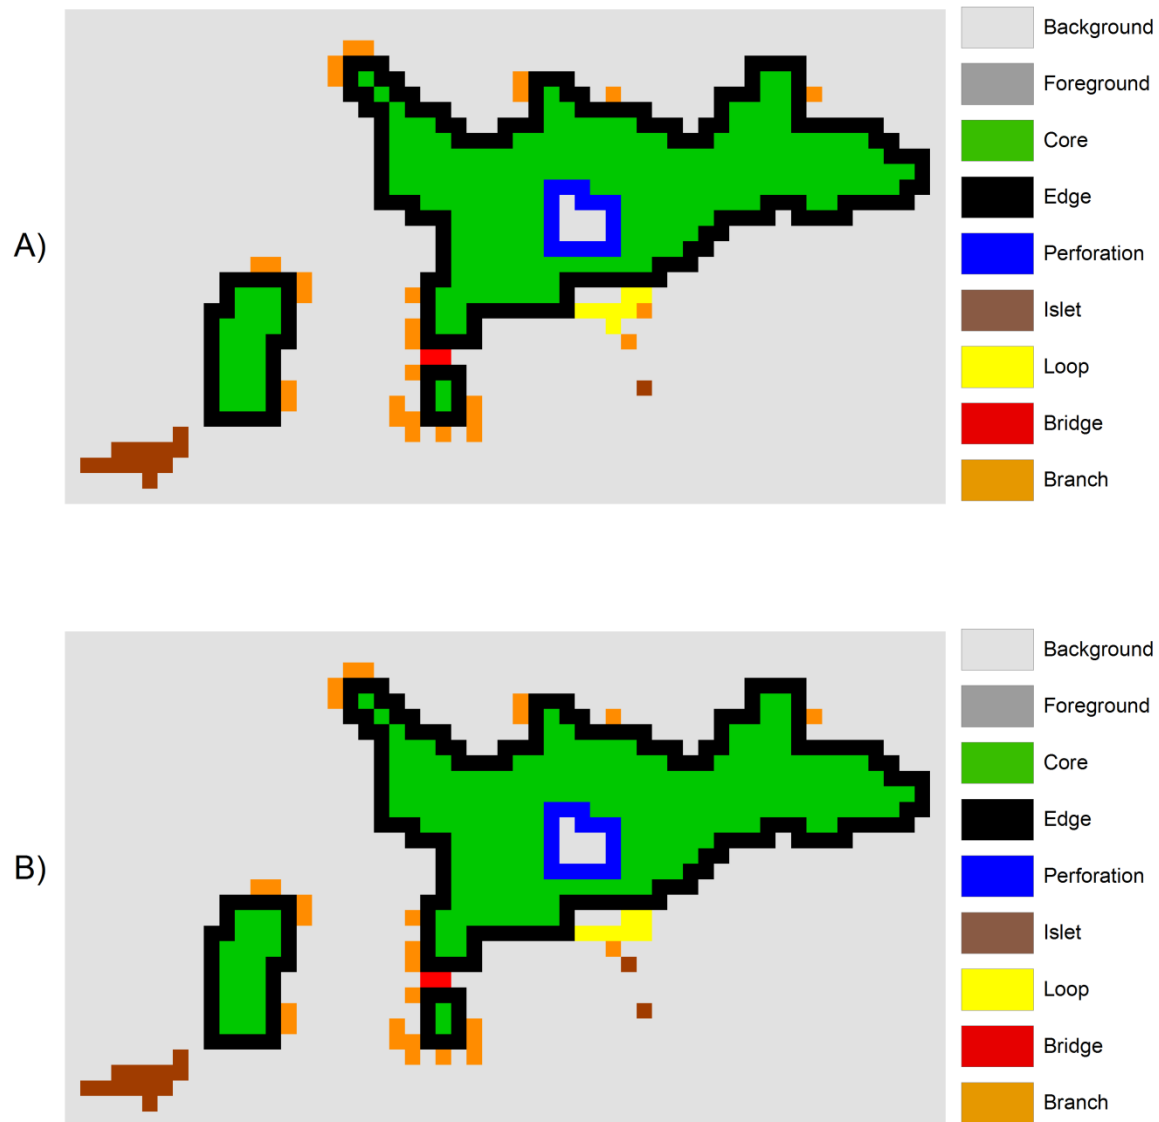 Background
Foreground
Core
Edge
A)
Perforation
Islet
Loop
Bridge
Branch
Background
Foreground
Core
Edge
B)
Perforation
Islet
Loop
Bridge
Branch